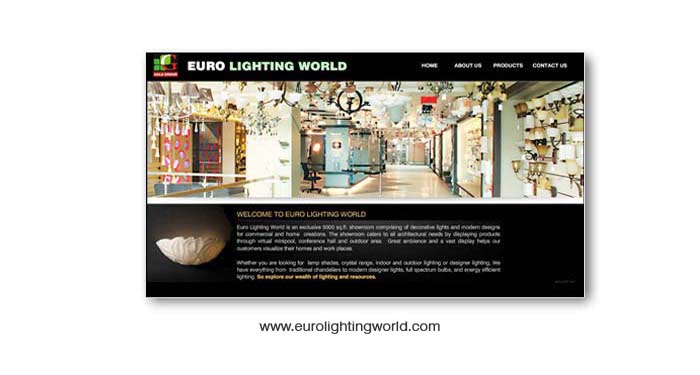 EURO LIGHTING WORLD
HOME ABOUT US PRODUCTS CONTACT US
WELCOME TO EURO LIGHTING WORLD
Euro Lighting World is an exclusive 5000 sq.ft. showroom comprising of decorative lights and modern designs
for commercial and home creations. The showroom caters to all architectural needs by displaying products
through virtual minipool, conference hall and outdoor area. Great ambience and a vast display helps our
customers visualize their homes and work places.
Whether you are looking for lamp shades, crystal range, indoor and outdoor lighting or designer lighting, We
have everything from traditional chandeliers to modern designer lights, full spectrum bulbs, and energy efficient
lighting. So explore our wealth of lighting and resources.
www.eurolightingworld.com